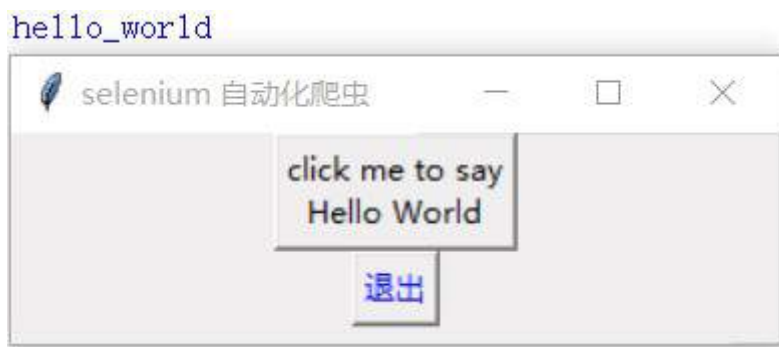 hello_world
selenium 自动化爬虫
click me to say
Hello World
退出